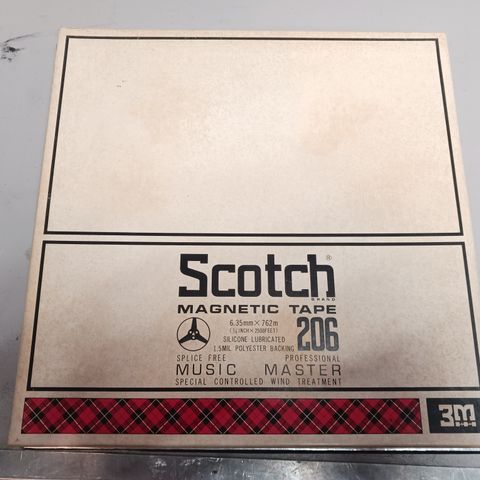 Scotch®
BRAND
MAGNETIC TAPE
6.35mm×762m
(¼INCH×2500FEET)
SILICONE LUBRICATED
1.5MIL POLYESTER BACKING
206
SPLICE FREE PROFESSIONAL
MUSIC MASTER
SPECIAL CONTROLLED WIND TREATMENT
3M